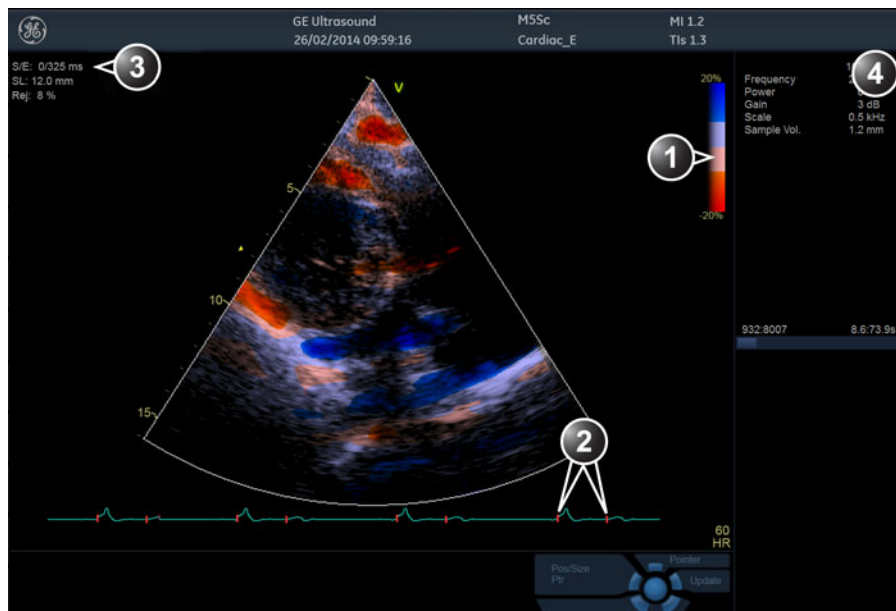 GE Ultrasound
26/02/2014 09:59:16
M5Sc
Cardiac_E
MI 1.2
TIs 1.3
S/E: 0/325 ms
SL: 12.0 mm
Rej: 8 %
3
V
5
10
15
20%
-20%
1
4
Frequency
Power
Gain 3 dB
Scale 0.5 kHz
Sample Vol. 1.2 mm
932:8007 8.6:73.9s
2
60
HR
Pos/Size
Ptr
Pointer
Update